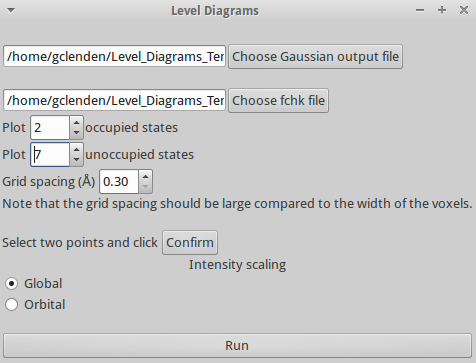 Level Diagrams
/home/gclenden/Level_Diagrams_Ter Choose Gaussian output file
/home/gclenden/Level_Diagrams_Ter Choose fchk file
Plot 2 occupied states
Plot 7 unoccupied states
Grid spacing (Å) 0.30
Note that the grid spacing should be large compared to the width of the voxels.
Select two points and click Confirm
Intensity scaling
Global
Orbital
Run